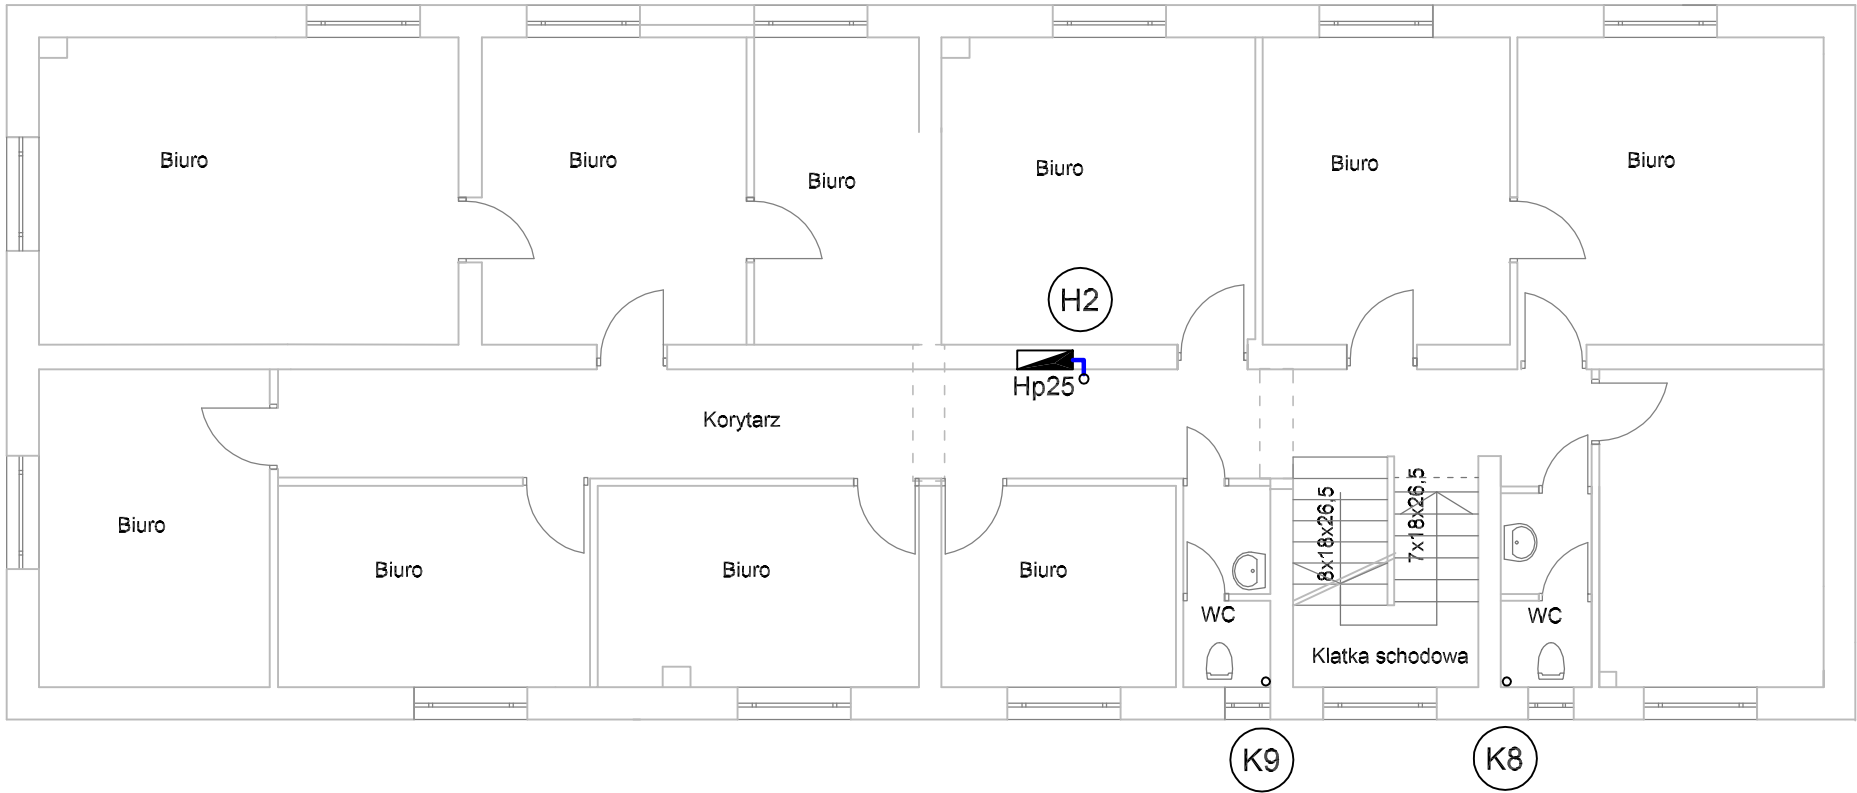 Biuro
Biuro
Biuro
Biuro
Biuro
Biuro
H2
Hp25
Korytarz
Biuro
Biuro
Biuro
Biuro
8x18x26,5
7x18x26,5
WC
WC
Klatka schodowa
K9
K8